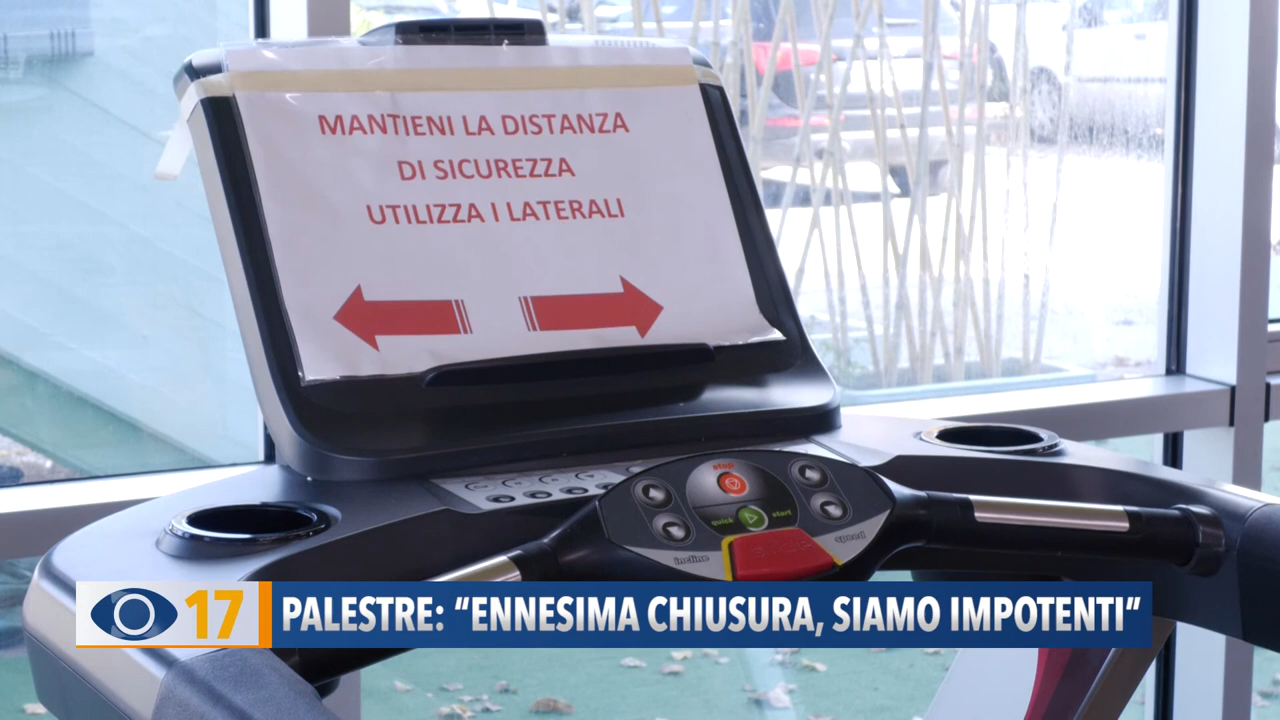 MANTIENI LA DISTANZA
DI SICUREZZA
UTILIZZA I LATERALI
stop
quick start
incline
speed
17 PALESTRE: “ENNESIMA CHIUSURA, SIAMO IMPOTENTI”